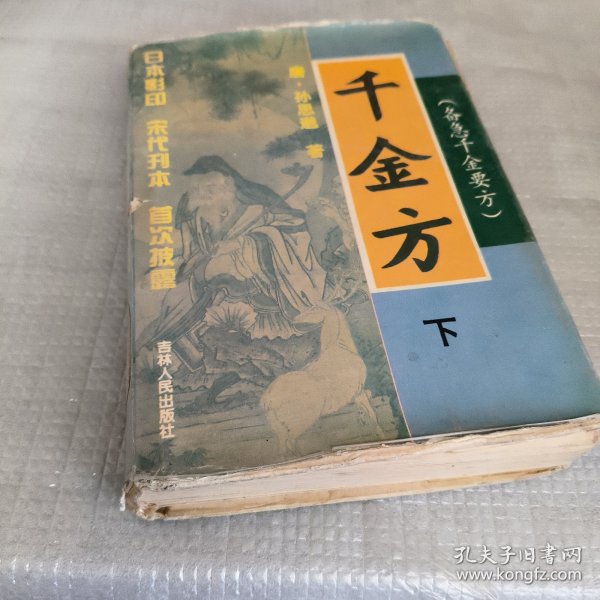 千金方
(备急千金要方)
下
唐·孙思邈 著
日本影印 宋代刊本 首次披露
吉林人民出版社
孔夫子旧书网
www.kongfz.com